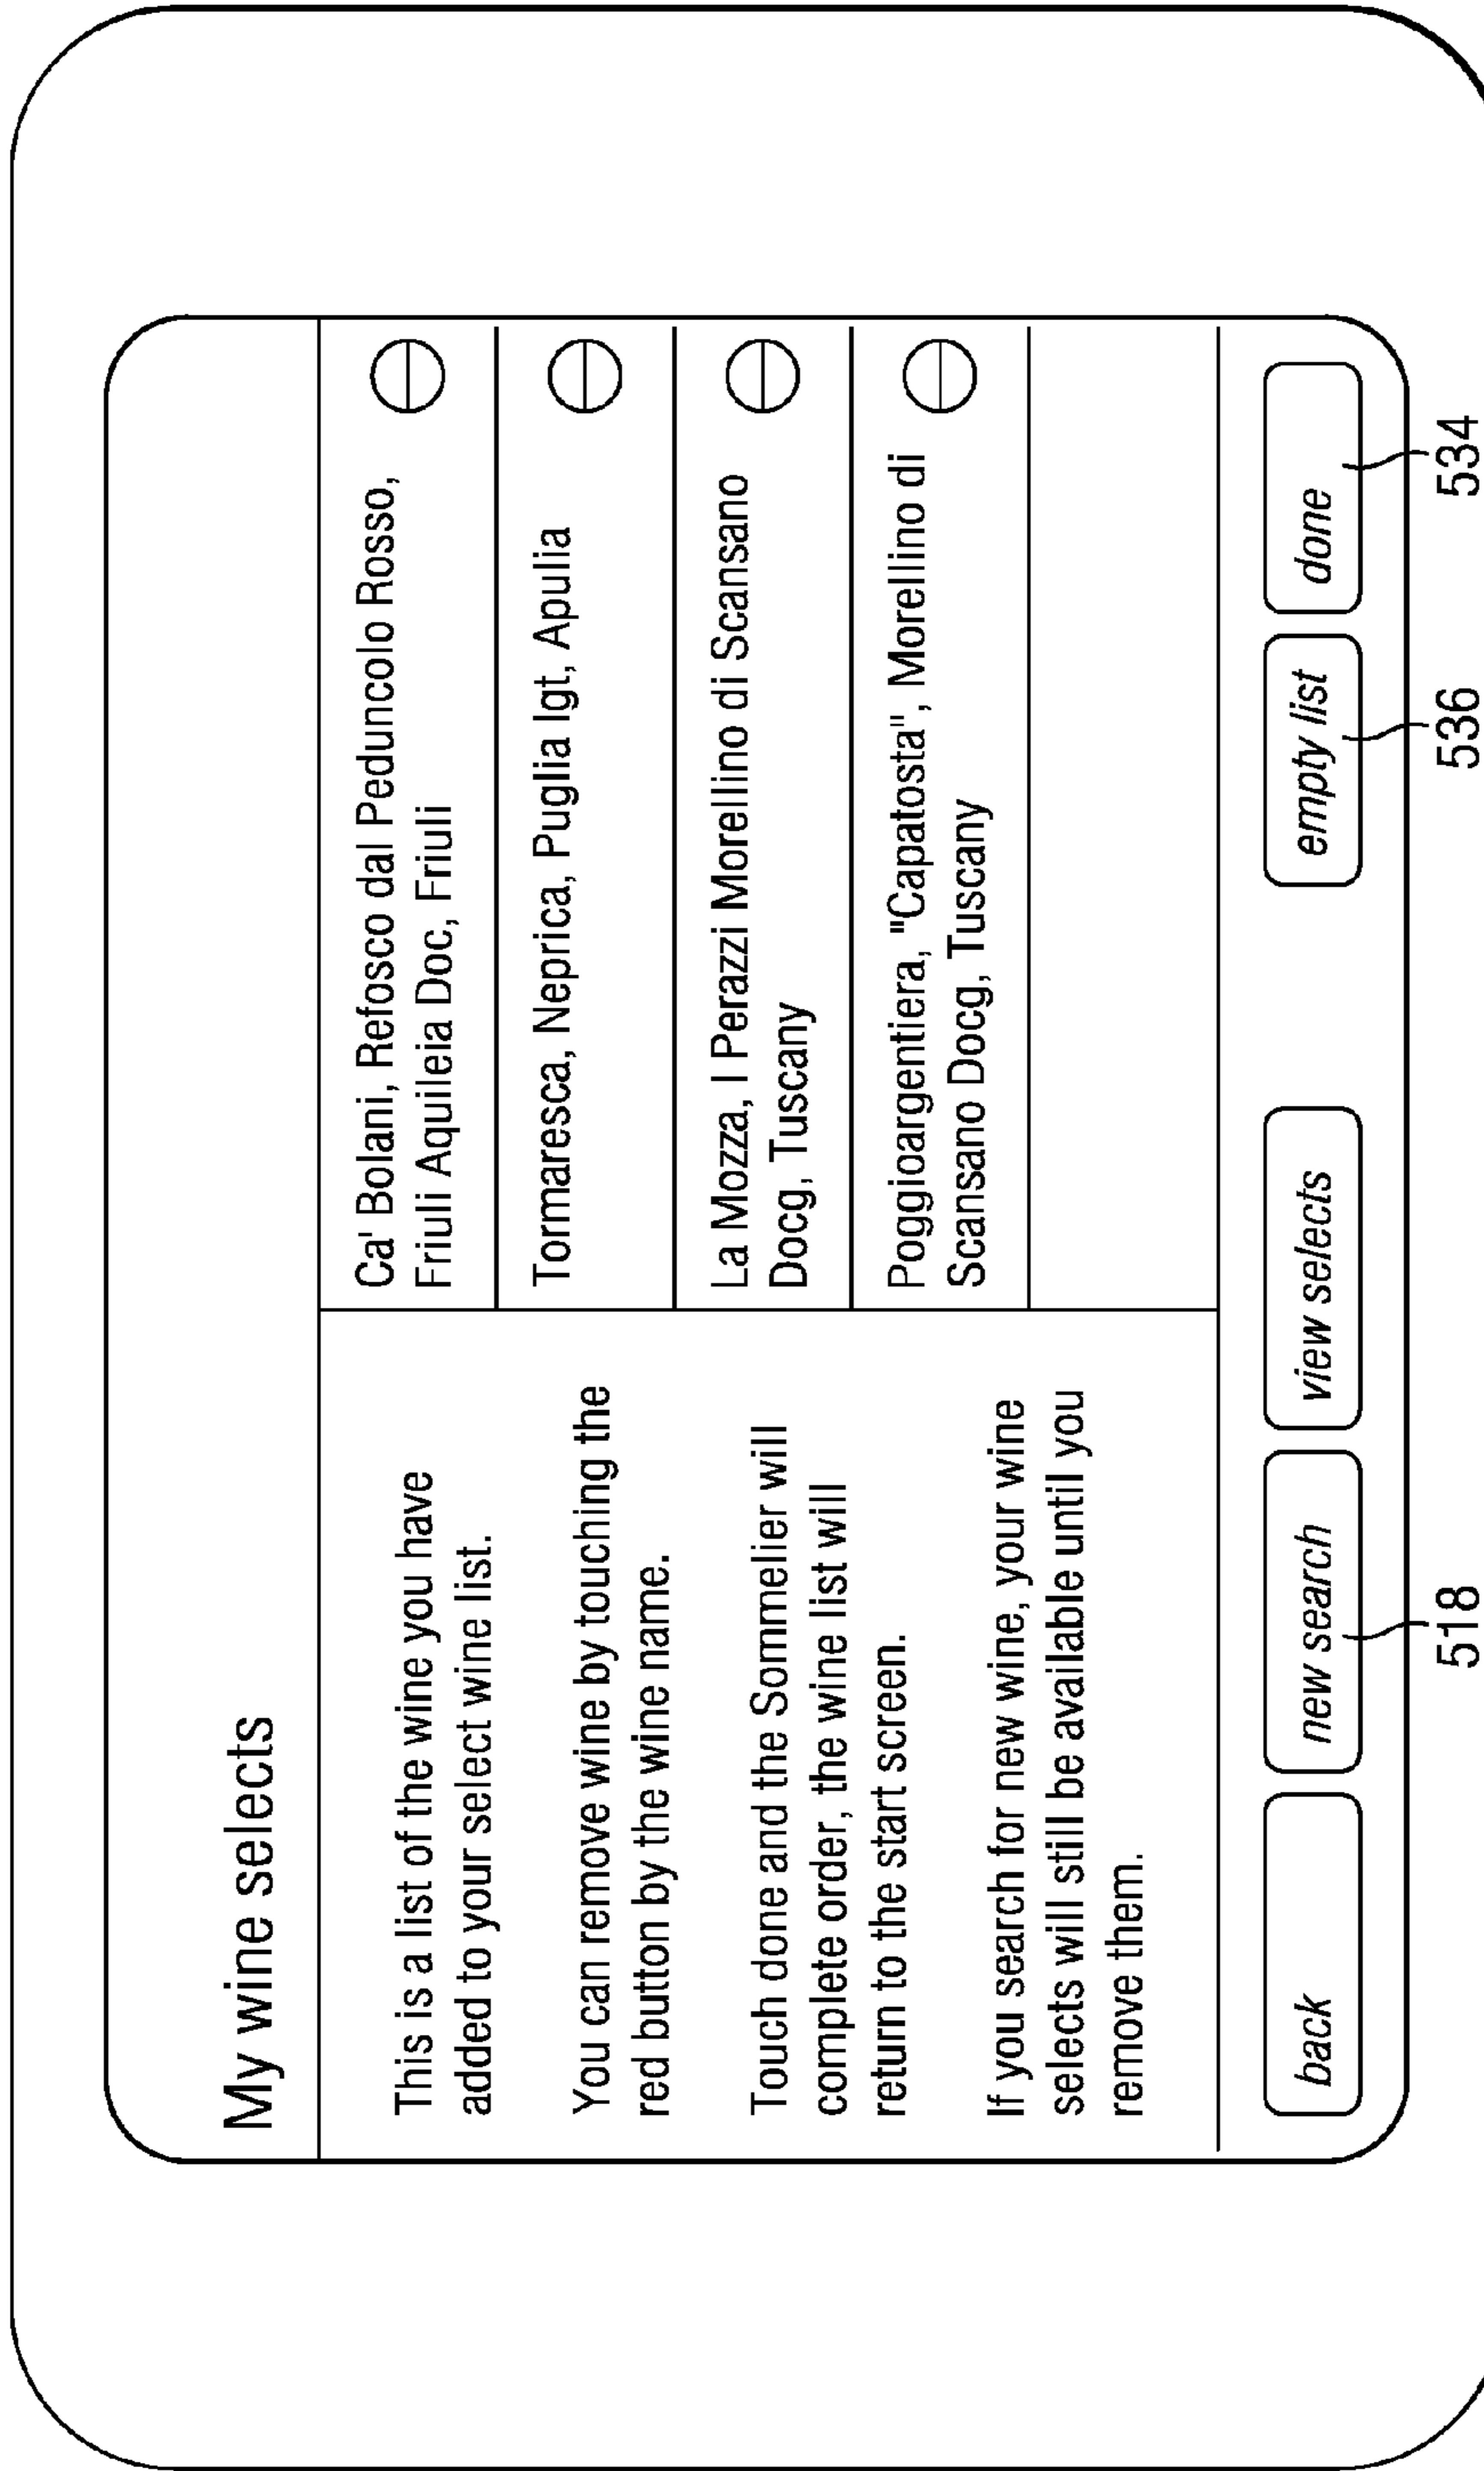 My wine selects
This is a list of the wine you have
added to your select wine list.
You can remove wine by touching the
red button by the wine name.
Touch done and the Sommelier will
complete order, the wine list will
return to the start screen.
If you search for new wine, your wine
selects will still be available until you
remove them.
Ca' Bolani, Refosco dal Peduncolo Rosso,
Friuli Aquileia Doc, Friuli
Tormaresca, Neprica, Puglia Igt, Apulia
La Mozza, I Perazzi Morellino di Scansano
Docg, Tuscany
Poggioargentiera, "Capatosta", Morellino di
Scansano Docg, Tuscany
back
new search
view selects
empty list
done
518
536
534